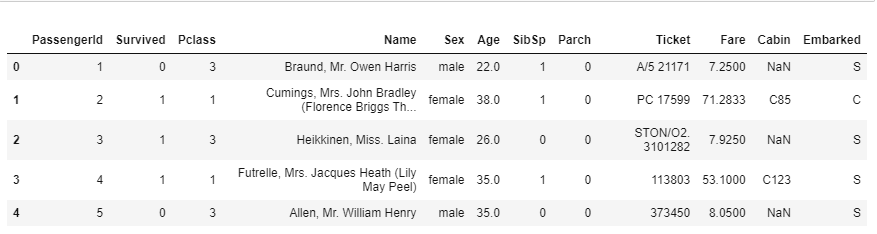 PassengerId Survived Pclass Name Sex Age SibSp Parch Ticket Fare Cabin Embarked
0 1 0 3 Braund, Mr. Owen Harris male 22.0 1 0 A/5 21171 7.2500 NaN S
1 2 1 1 Cumings, Mrs. John Bradley
(Florence Briggs Th... female 38.0 1 0 PC 17599 71.2833 C85 C
2 3 1 3 Heikkinen, Miss. Laina female 26.0 0 0 STON/O2.
3101282 7.9250 NaN S
3 4 1 1 Futrelle, Mrs. Jacques Heath (Lily
May Peel) female 35.0 1 0 113803 53.1000 C123 S
4 5 0 3 Allen, Mr. William Henry male 35.0 0 0 373450 8.0500 NaN S